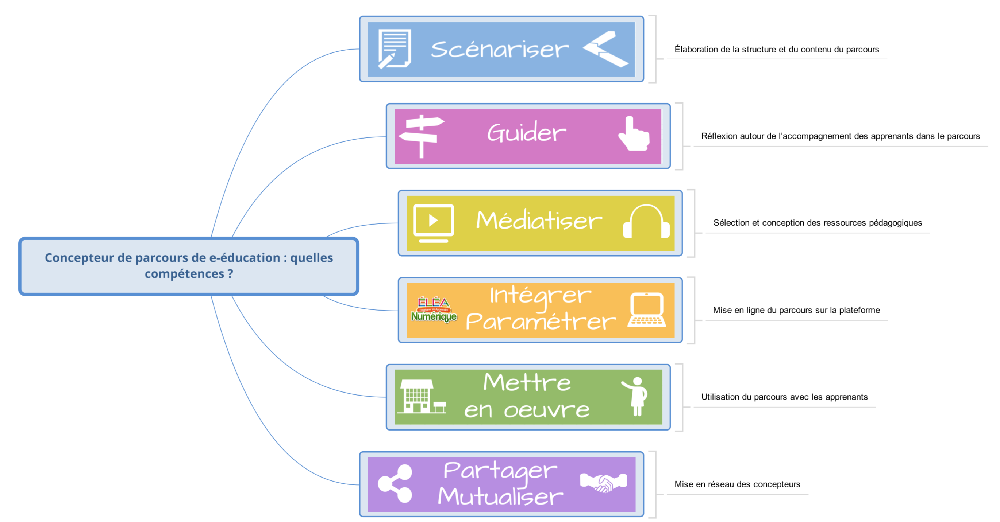 Scénariser
Élaboration de la structure et du contenu du parcours
Guider
Réflexion autour de l’accompagnement des apprenants dans le parcours
Médiatiser
Sélection et conception des ressources pédagogiques
Concepteur de parcours de e-éducation : quelles
compétences ?
ÉLÉA
Enseigner et Apprendre
Numérique
Intégrer
Paramétrer
Mise en ligne du parcours sur la plateforme
Mettre
en oeuvre
Utilisation du parcours avec les apprenants
Partager
Mutualiser
Mise en réseau des concepteurs